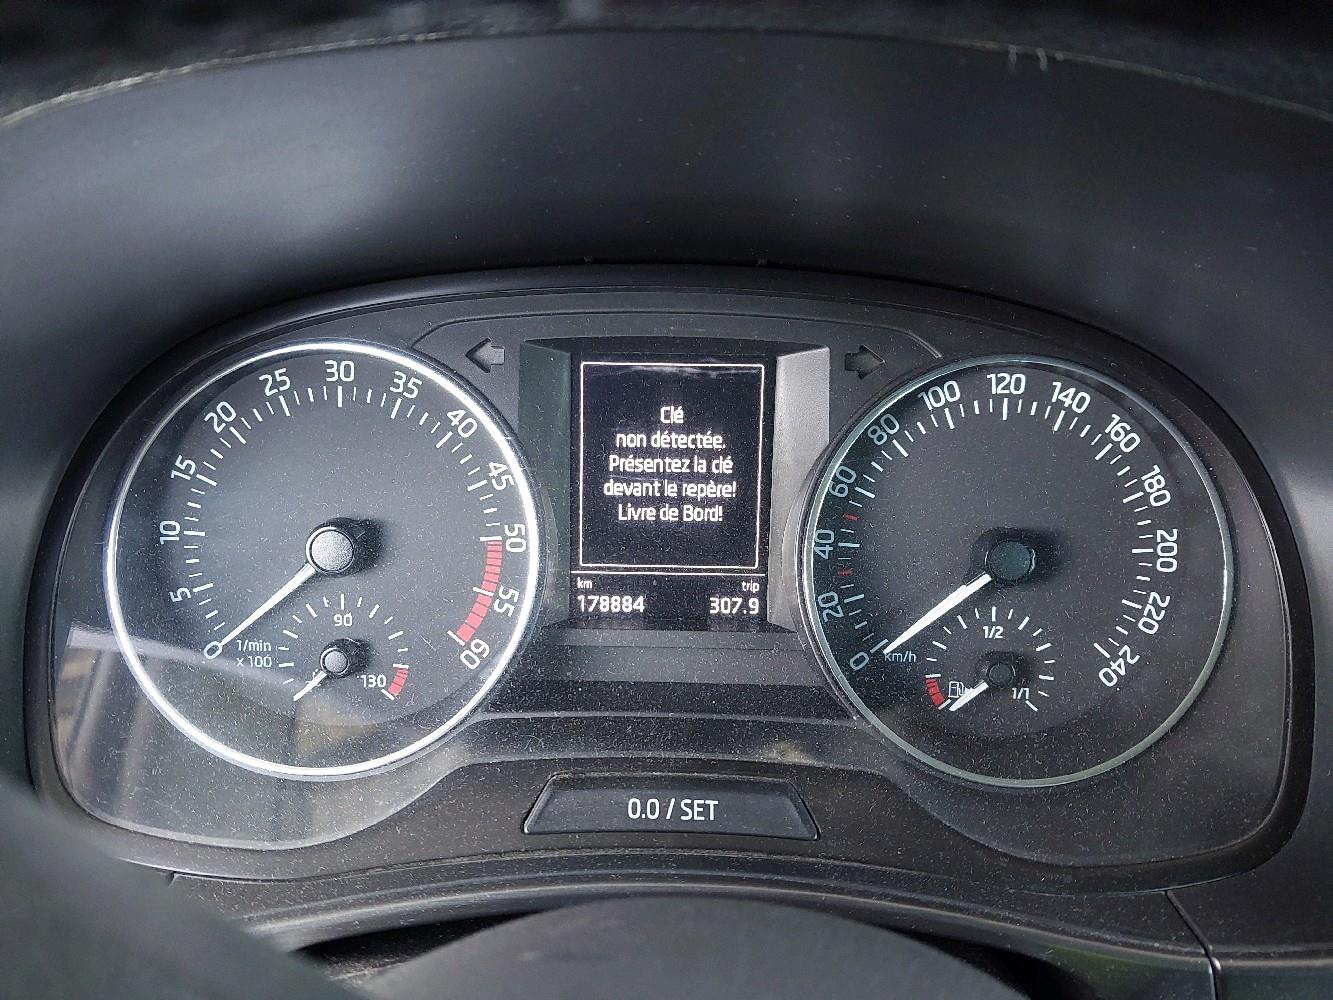 Clé
non détectée.
Présentez la clé
devant le repère!
Livre de Bord!
km trip
178884 307.9
0 5 10 15 20 25 30 35 40 45 50 55 60
1/min
x 100
90
130
0 20 40 60 80 100 120 140 160 180 200 220 240
km/h
1/2
1/1
0.0 / SET